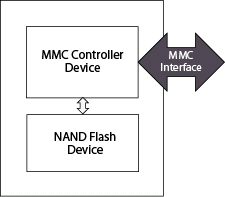 MMC Controller
Device
MMC
Interface
NAND Flash
Device